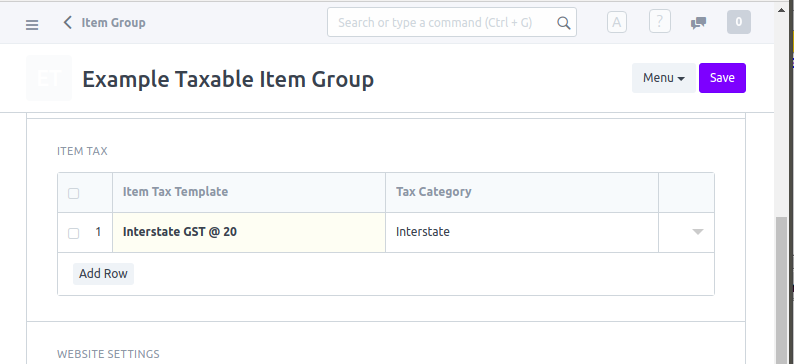 Item Group
Search or type a command (Ctrl + G)
A
?
0
ET
Example Taxable Item Group
Menu
Save
ITEM TAX
Item Tax Template
Tax Category
1
Interstate GST @ 20
Interstate
Add Row
WEBSITE SETTINGS